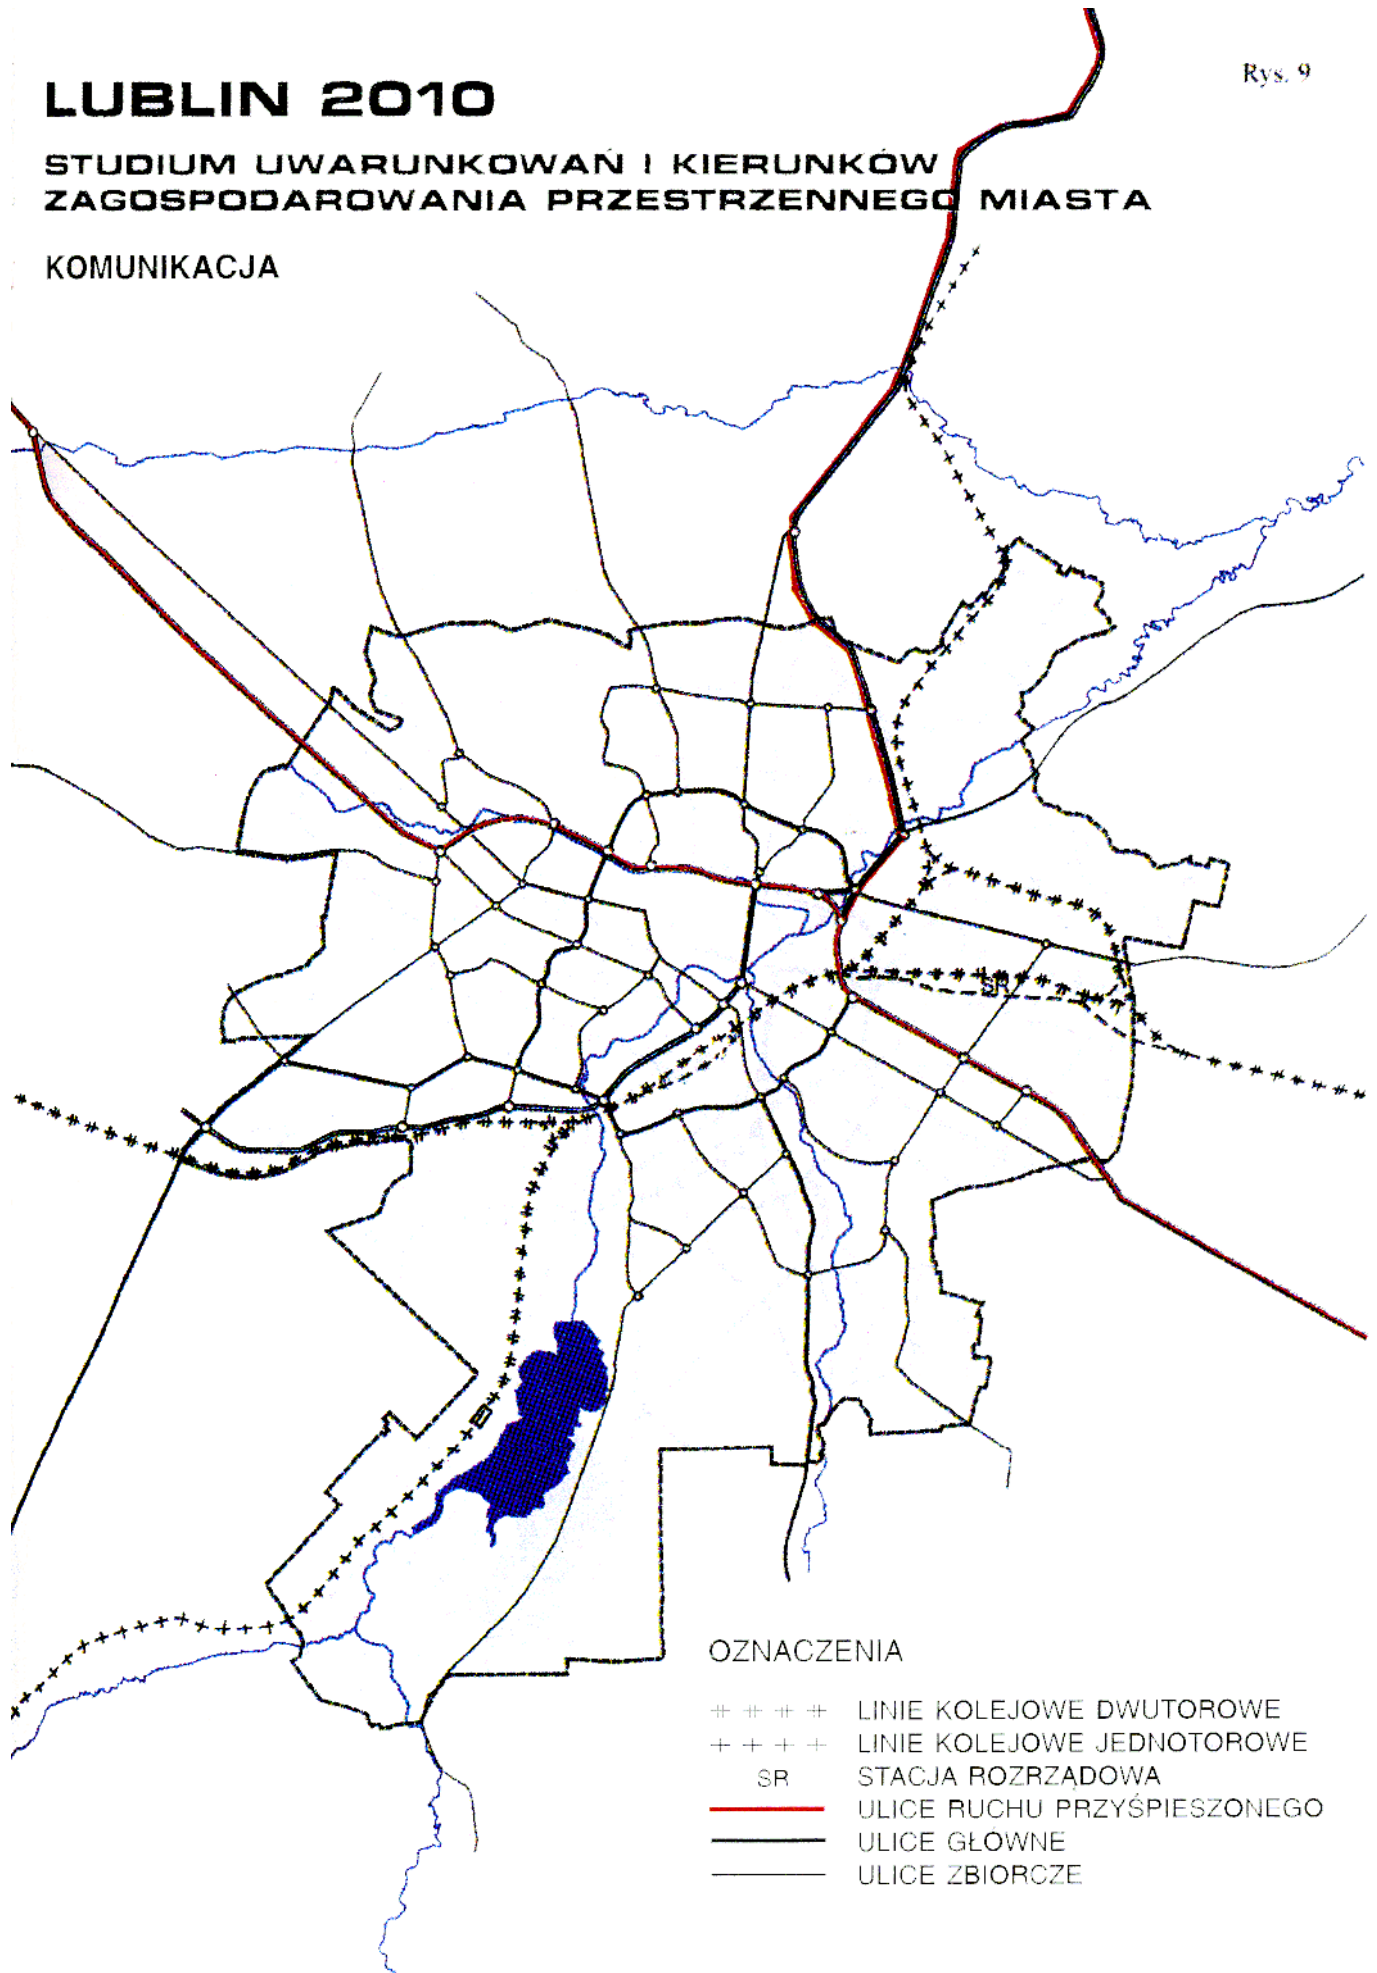 Rys. 9
LUBLIN 2010
STUDIUM UWARUNKOWAŃ I KIERUNKÓW
ZAGOSPODAROWANIA PRZESTRZENNEGO MIASTA
KOMUNIKACJA
SR
OZNACZENIA
LINIE KOLEJOWE DWUTOROWE
LINIE KOLEJOWE JEDNOTOROWE
SR STACJA ROZRZĄDOWA
ULICE RUCHU PRZYŚPIESZONEGO
ULICE GŁÓWNE
ULICE ZBIORCZE